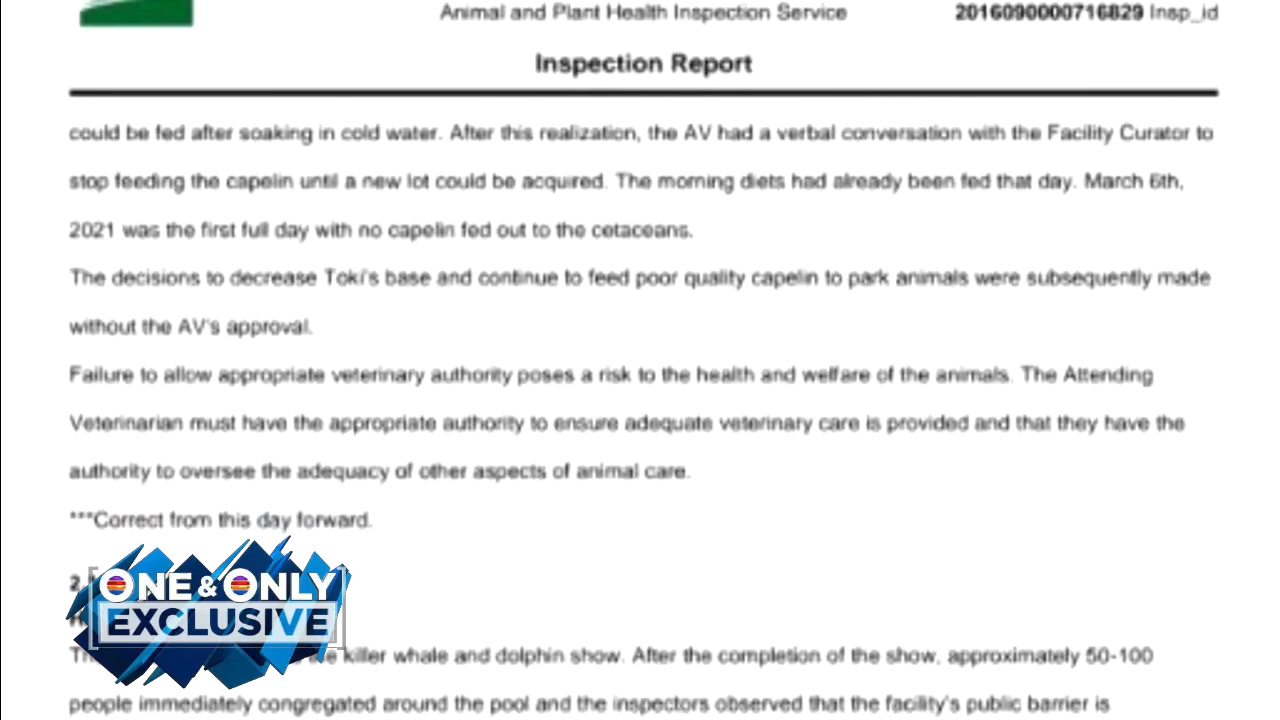 Animal and Plant Health Inspection Service
2016090000716829 Insp_id
Inspection Report
could be fed after soaking in cold water. After this realization, the AV had a verbal conversation with the Facility Curator to
stop feeding the capelin until a new lot could be acquired. The morning diets had already been fed that day. March 6th,
2021 was the first full day with no capelin fed out to the cetaceans.
The decisions to decrease Toki's base and continue to feed poor quality capelin to park animals were subsequently made
without the AV's approval.
Failure to allow appropriate veterinary authority poses a risk to the health and welfare of the animals. The Attending
Veterinarian must have the appropriate authority to ensure adequate veterinary care is provided and that they have the
authority to oversee the adequacy of other aspects of animal care.
***Correct from this day forward.
2
ONE & ONLY
EXCLUSIVE
killer whale and dolphin show. After the completion of the show, approximately 50-100
people immediately congregated around the pool and the inspectors observed that the facility's public barrier is